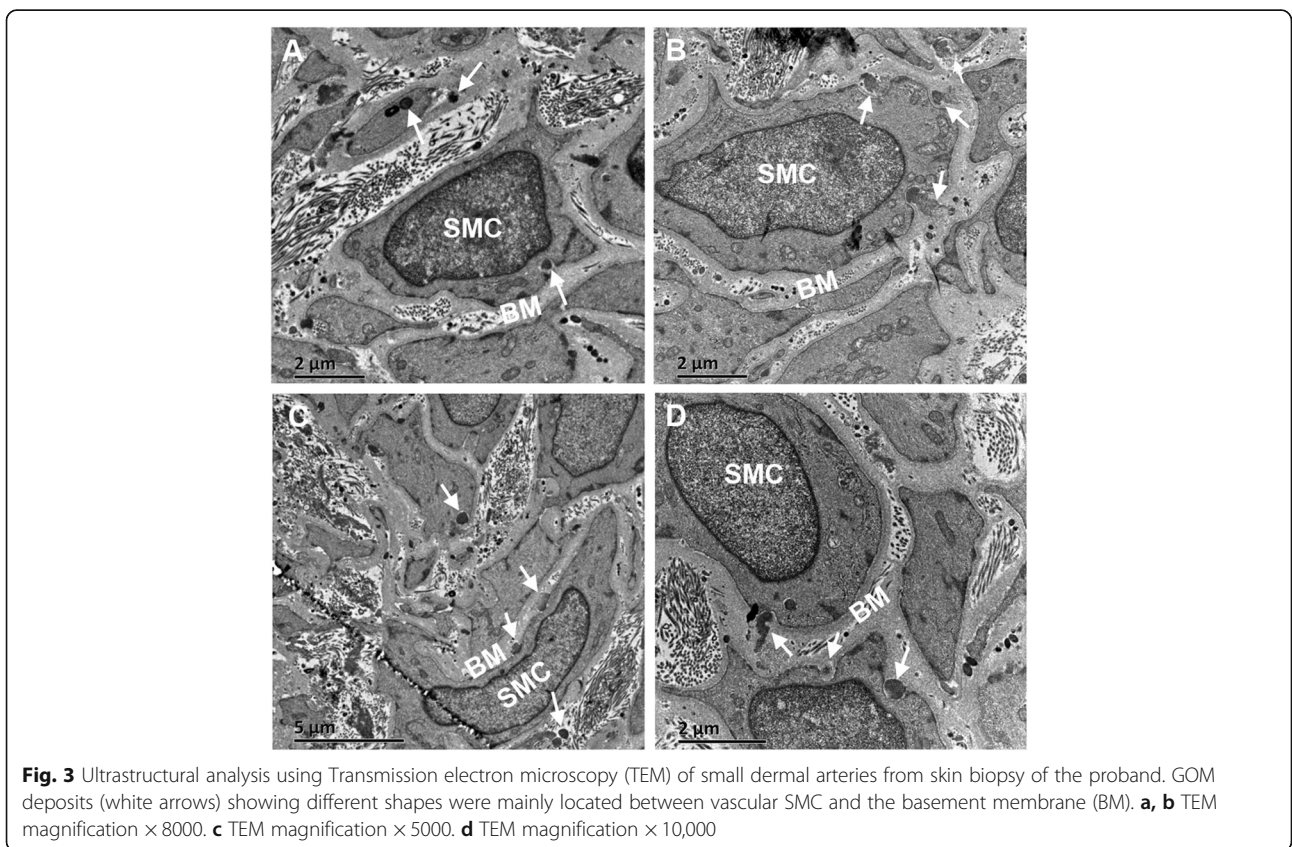 A
B
SMC
SMC
BM
BM
2 µm
2 µm
C
D
SMC
BM
BM
SMC
5 µm
2 µm
Fig. 3 Ultrastructural analysis using Transmission electron microscopy (TEM) of small dermal arteries from skin biopsy of the proband. GOM
deposits (white arrows) showing different shapes were mainly located between vascular SMC and the basement membrane (BM). a, b TEM
magnification × 8000. c TEM magnification × 5000. d TEM magnification × 10,000